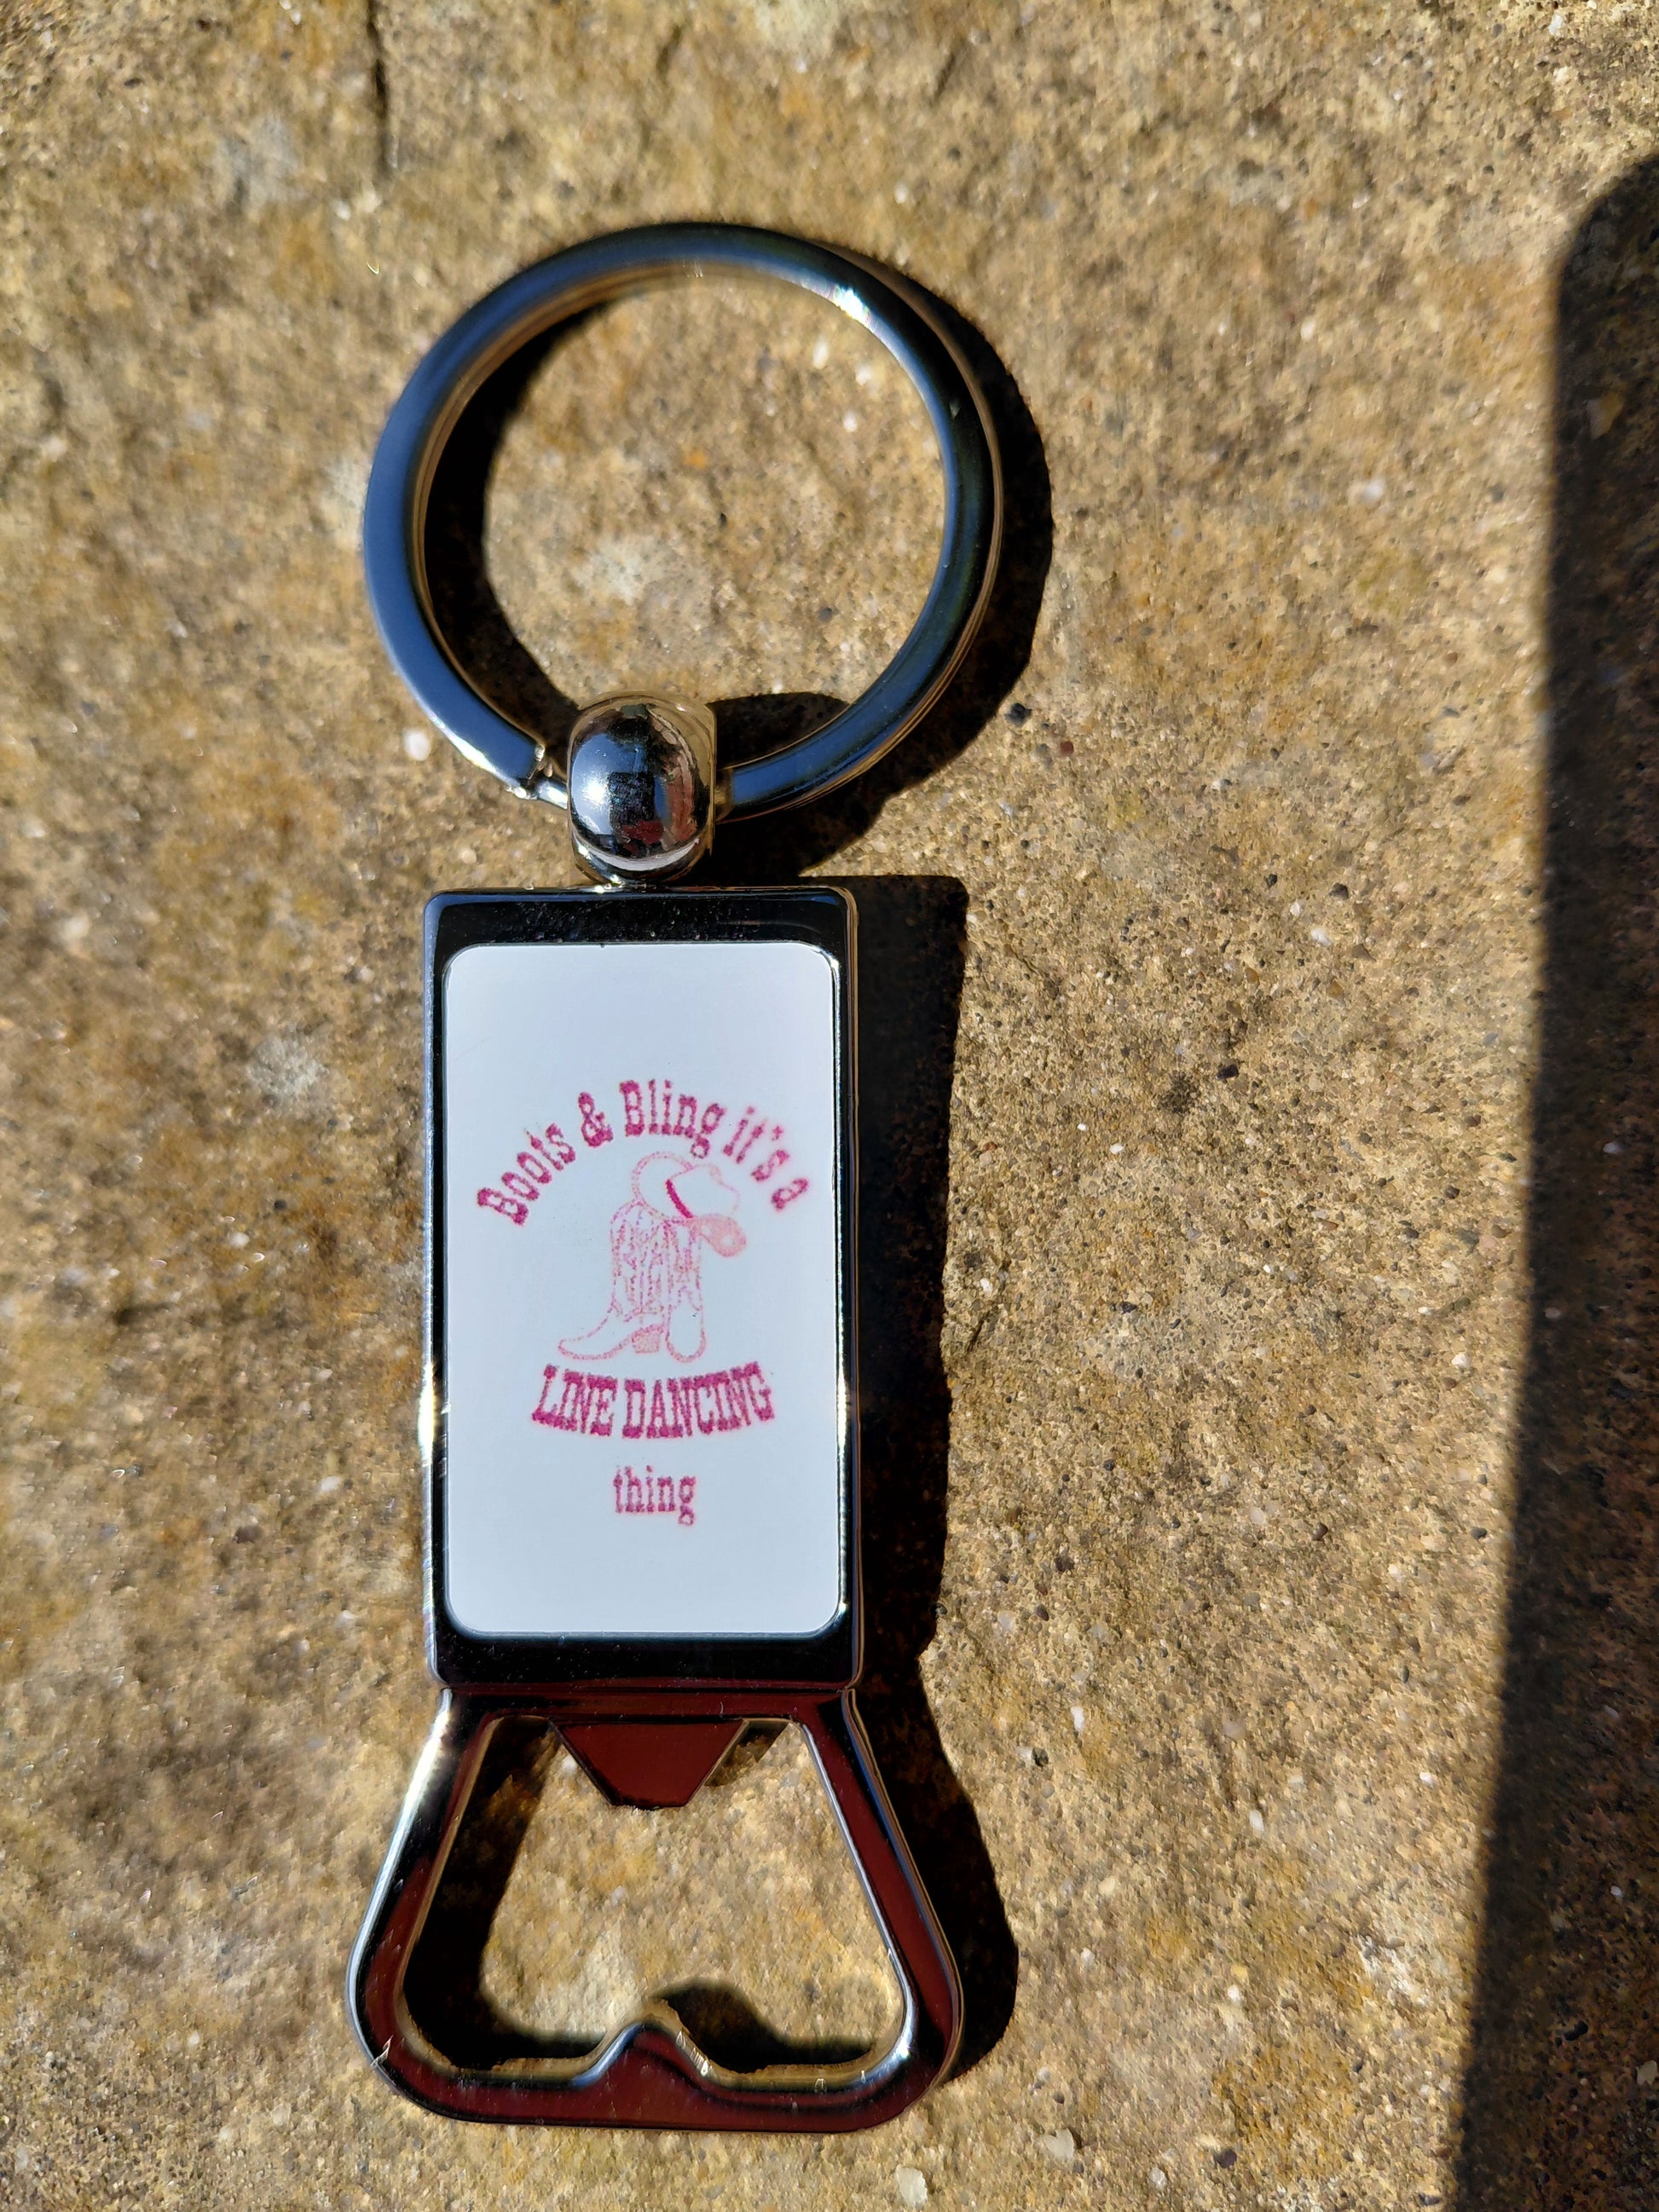 Boots & Bling it's a
LINE DANCING
thing